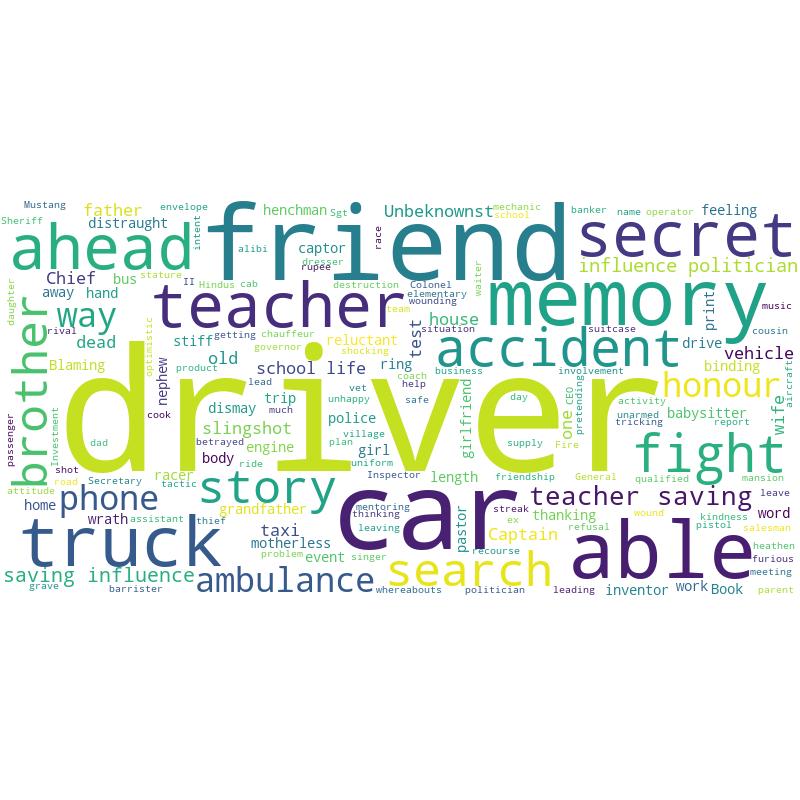 Mustang
father
envelope
henchman
Sgt
Unbeknownst
mechanic
school
banker
name
operator
feeling
Sheriff
distraught
intent
friend
race
secret
ahead
alibi
captor
dresser
rupee
influence politician
daughter
Chief
bus
stature
II
Hindus
cab
destruction
Colonel
elementary
wounding
waiter
memory
print
music
away
hand
teacher
team
brother
rival
way
optimistic
getting
chauffeur
governor
reluctant
shocking
test
situation
house
suitcase
cousin
dead
stiff
accident
drive
vehicle
aircraft
Blaming
product
nephew
old
school life
ring
coach
business
involvement
binding
driver
lead
help
honour
passenger
Investment
dad
cook
dismay
trip
much
unhappy
vet
safe
girlfriend
day
one
CEO
pretending
activity
unarmed
tricking
babysitter
report
wife
slingshot
police
plan
village
betrayed
engine
girl
supply
Fire
fight
shot
road
body
ride
uniform
racer
tactic
Inspector
length
friendship
General
qualified
mansion
attitude
Secretary
story
home
phone
thief
grandfather
car
mentoring
thinking
leaving
streak
ex
teacher saving
leave
wrath
assistant
taxi
pastor
thanking
wound
refusal
kindness
pistol
word
salesman
truck
motherless
problem
event
singer
Captain
recourse
able
heathen
furious
meeting
saving influence
grave
barrister
ambulance
whereabouts
search
politician
leading
inventor
work
Book
parent